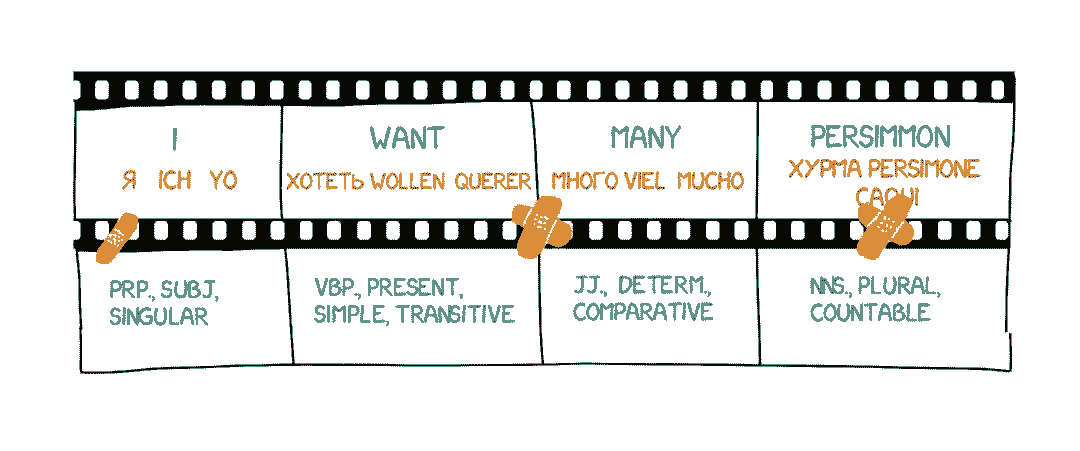 I
Я ICH YO
WANT
ХОТЕТЬ WOLLEN QUERER
MANY
МНОГО VIEL MUCHO
PERSIMMON
ХУРМА PERSIMONE
CAQUI
PRP., SUBJ.,
SINGULAR
VBP., PRESENT,
SIMPLE, TRANSITIVE
JJ., DETERM.,
COMPARATIVE
NNS., PLURAL,
COUNTABLE